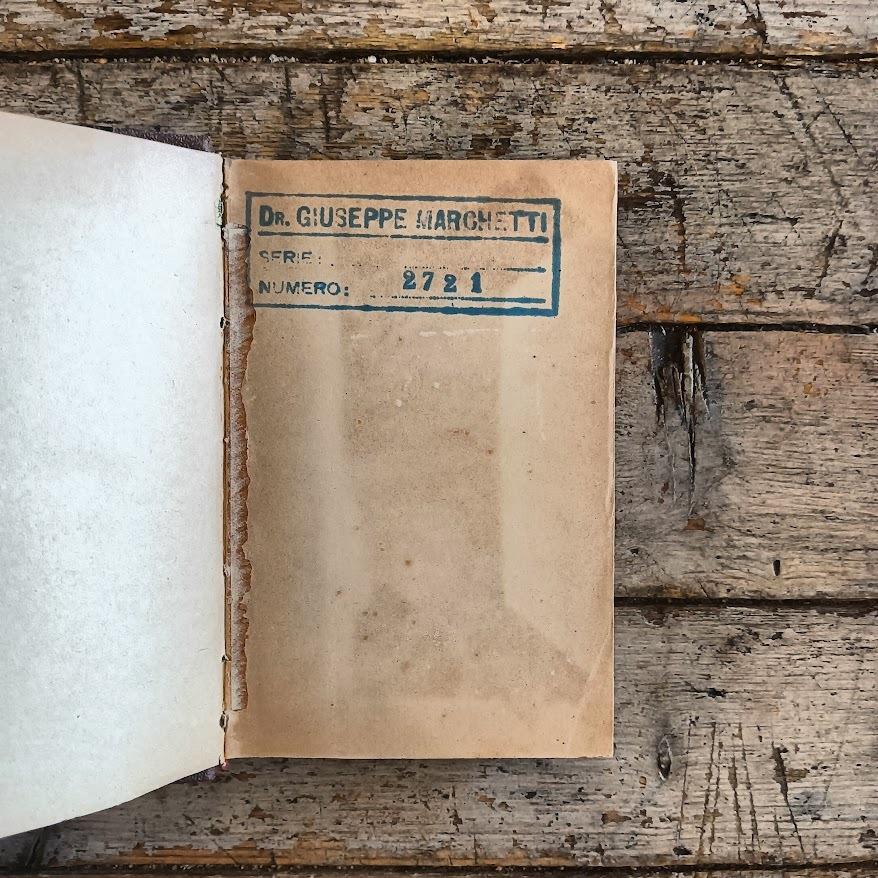 DR. GIUSEPPE MARCHETTI
SERIE:
NUMERO: 2721